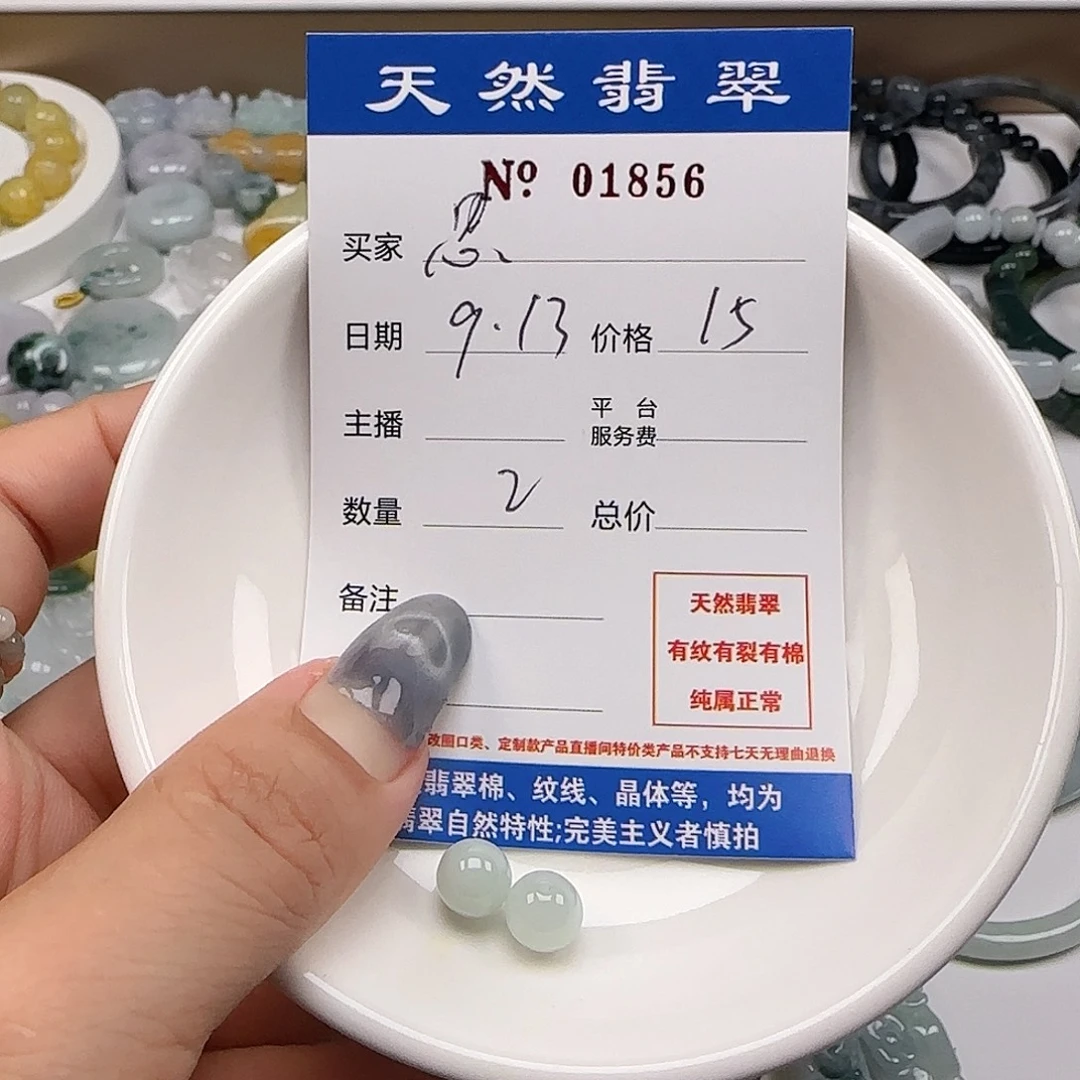 天然翡翠
Nº 01856
买家
日期 9.13 价格 15
主播 平台服务费
数量 2 总价
备注
天然翡翠
有纹有裂有棉
纯属正常
改圈口类、定制款产品直播间特价类产品不支持七天无理由退换
翡翠棉、纹线、晶体等，均为
翡翠自然特性;完美主义者慎拍